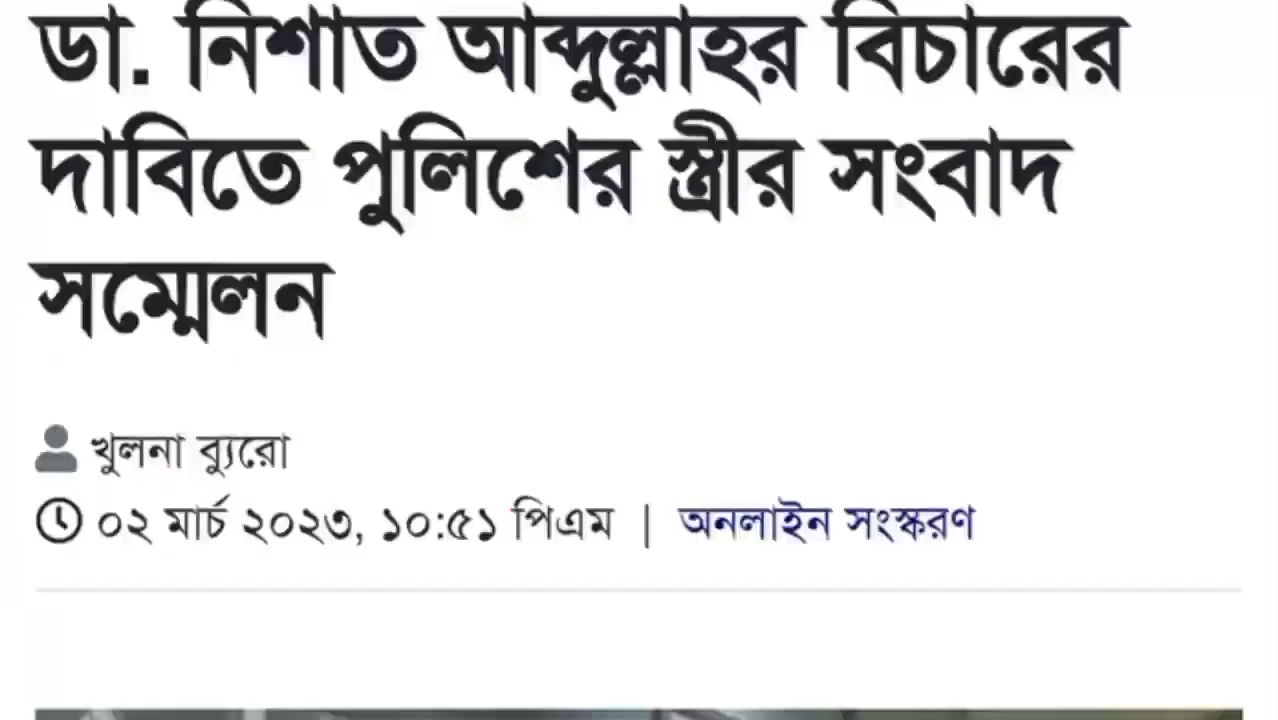 ডা. নিশাত আব্দুল্লাহর বিচারের
দাবিতে পুলিশের স্ত্রীর সংবাদ
সম্মেলন
খুলনা ব্যুরো
০২ মার্চ ২০২৩, ১০:৫১ পিএম | অনলাইন সংস্করণ